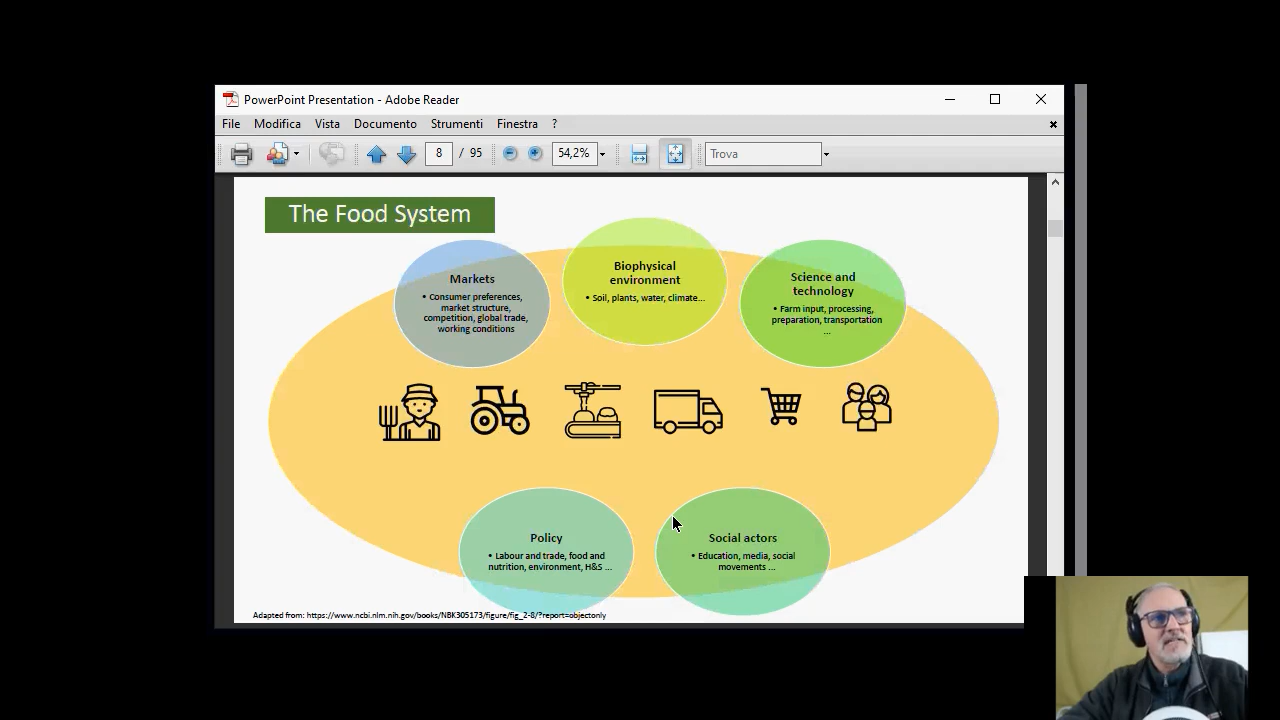 PowerPoint Presentation - Adobe Reader
File Modifica Vista Documento Strumenti Finestra ?
8 / 95 54,2% Trova
The Food System
Markets
• Consumer preferences,
market structure,
competition, global trade,
working conditions
Biophysical
environment
• Soil, plants, water, climate...
Science and
technology
• Farm input, processing,
preparation, transportation
...
Policy
• Labour and trade, food and
nutrition, environment, H&S ...
Social actors
• Education, media, social
movements ...
Adapted from: https://www.ncbi.nlm.nih.gov/books/NBK305173/figure/fig_2-8/?report=objectonly